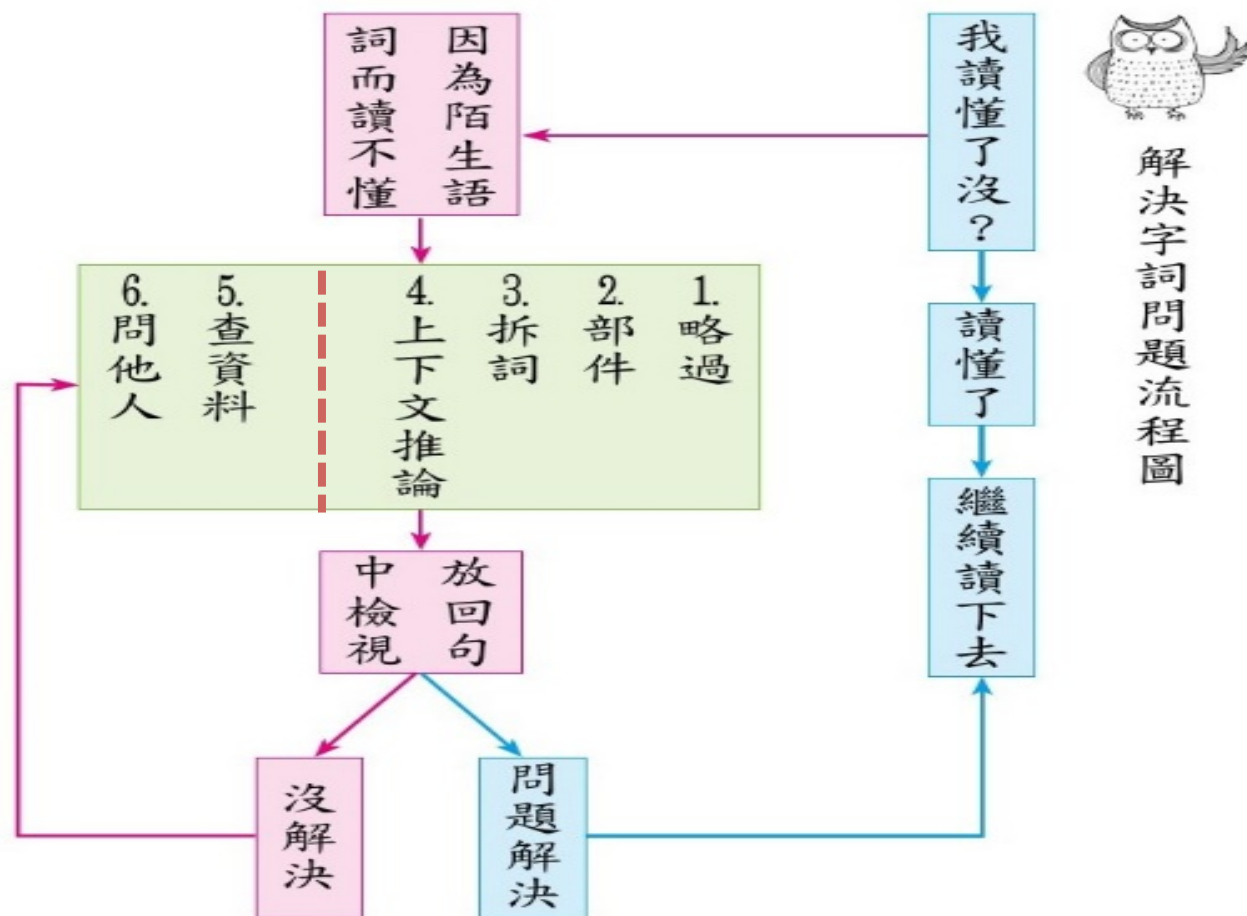 解決字詞問題流程圖
我讀懂了沒？
讀懂了
繼續讀下去
因為陌生語
詞而讀不懂
1.略過
2.部件
3.拆詞
4.上下文推論
5.查資料
6.問他人
放回句
中檢視
問題解決
沒解決